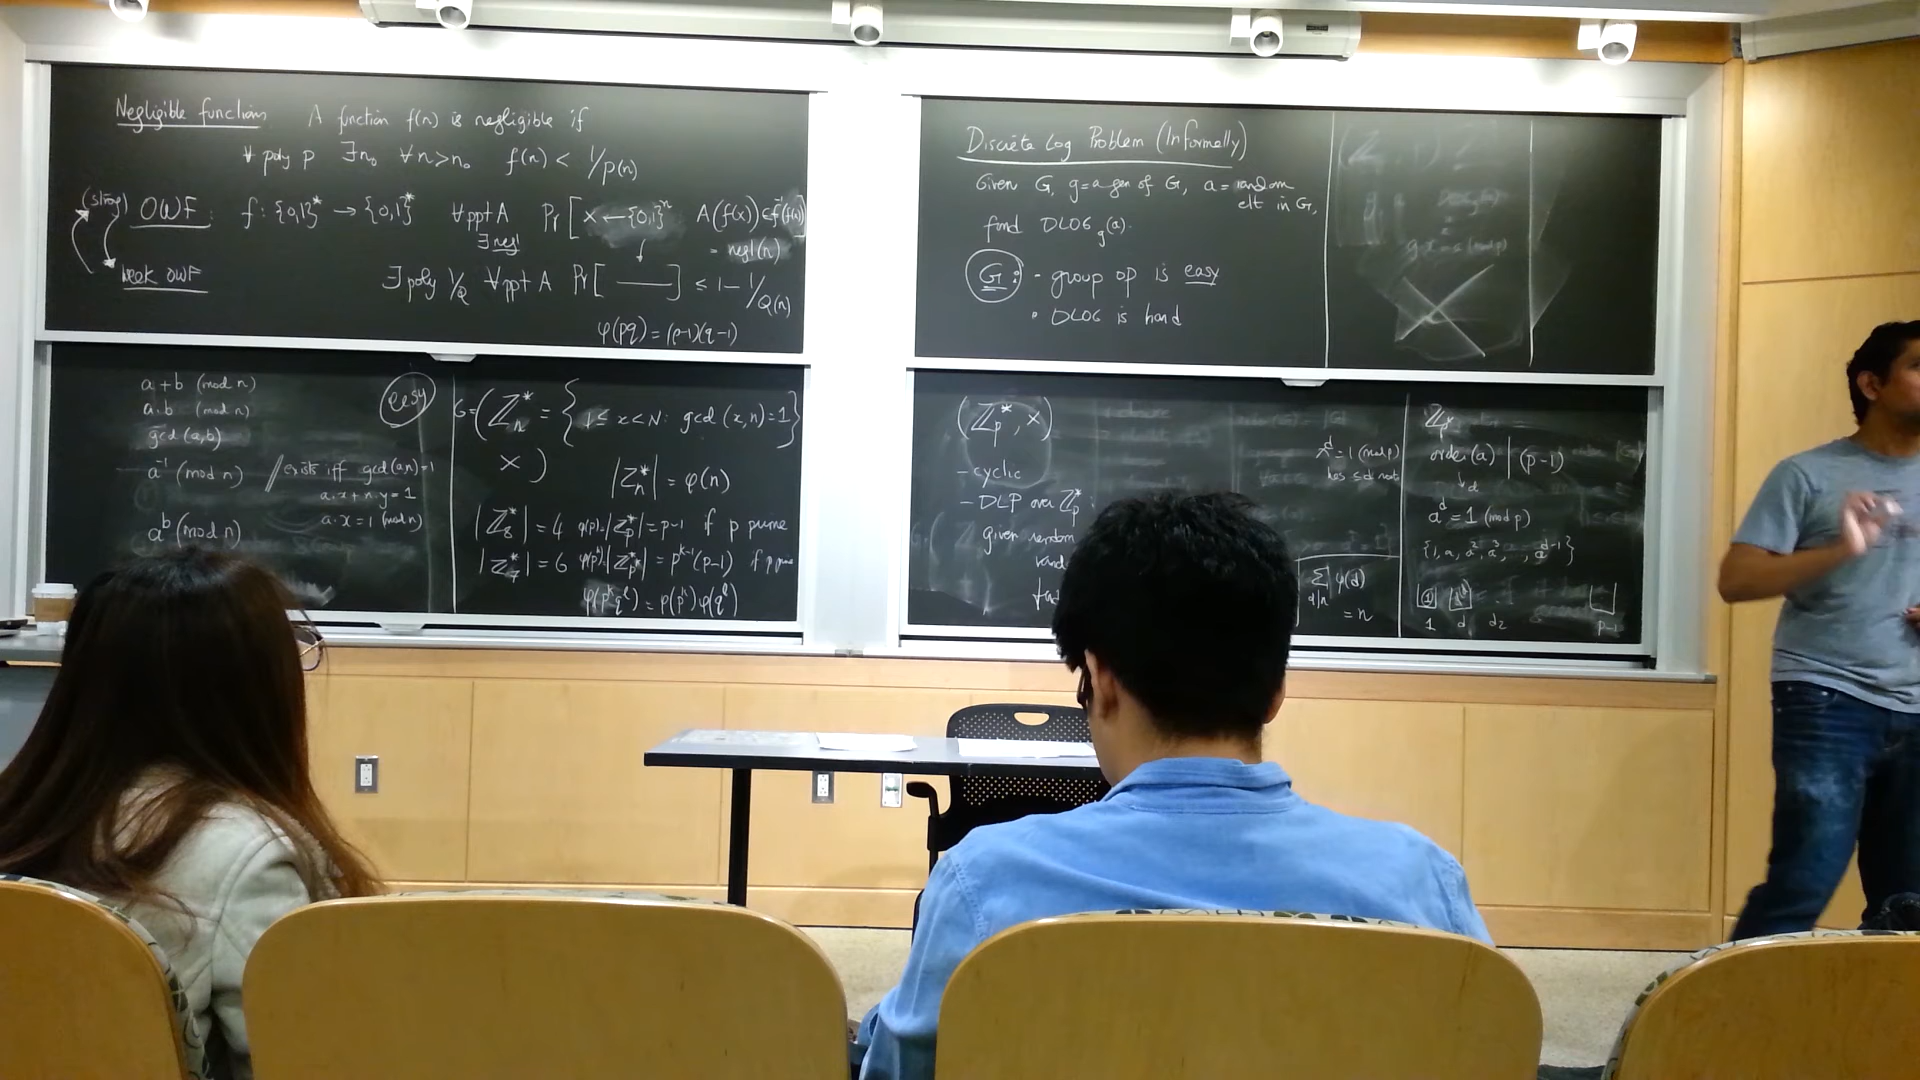 Negligible functions A function f(n) is negligible if
∀ poly p ∃n₀ ∀n>n₀ f(n) < 1/p(n)
(strong) OWF: f: {0,1}* → {0,1}* ∀ppt A Pr[x ← {0,1}ⁿ A(f(x)) ∈ f⁻¹(f(x))]
∃ negl = negl(n)
weak OWF ∃ poly 1/Q ∀ppt A Pr[ ——— ] ≤ 1 - 1/Q(n)
φ(pq) = (p-1)(q-1)
a + b (mod n)
a.b (mod n)
gcd(a,b)
a⁻¹ (mod n) // exists iff gcd(a,n)=1
a.x + n.y = 1
a.x = 1 (mod n)
aᵇ (mod n)
easy
G = (ℤₙ* = {1 ≤ x < N: gcd (x,n) = 1}
× )
|ℤₙ*| = φ(n)
|ℤ₈*| = 4 φ(p) = |ℤₚ*| = p-1 if p prime
|ℤ₇*| = 6 φ(pᵏ) = |ℤ*| = pᵏ⁻¹(p-1) if p prime
φ(pᵏqˡ) = φ(pᵏ)φ(qˡ)
Discrete Log Problem (Informally)
Given G, g = a gen of G, a = random
elt in G,
find DLOG_g(a).
G: - group op is easy
• DLOG is hard
g.x = a (mod p)
(ℤₚ*, ×)
- cyclic
- DLP over ℤₚ*:
given random
xᵈ = 1 (mod p)
has ≤ d roots
∑ φ(d)
d|n
= n
ℤₚ*
order(a) | (p-1)
↓ d
aᵈ = 1 (mod p)
{1, a, a², a³, ..., aᵈ⁻¹}
1 d d₂ p-1